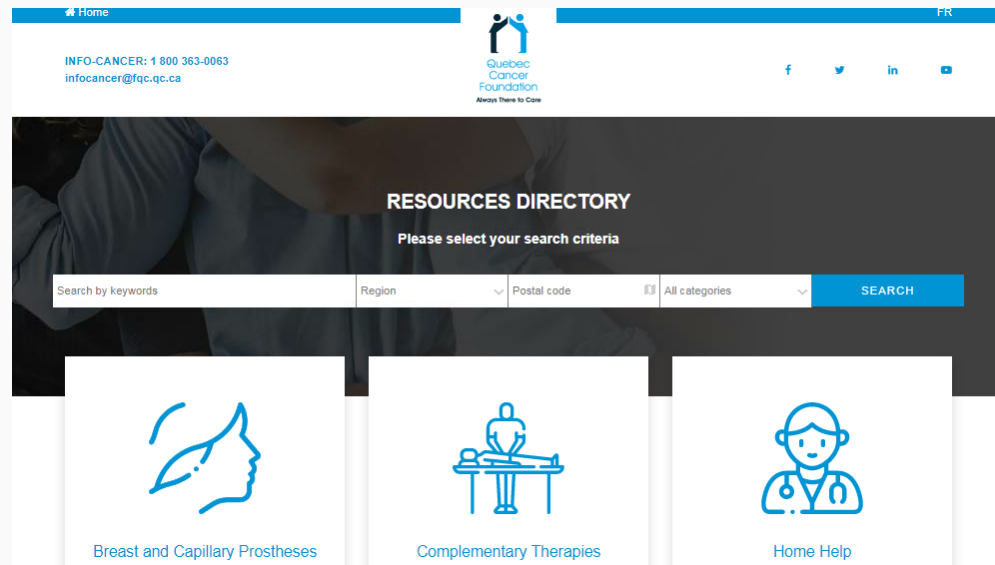 Home
FR
INFO-CANCER: 1 800 363-0063
infocancer@fqc.qc.ca
Quebec
Cancer
Foundation
Always There to Care
RESOURCES DIRECTORY
Please select your search criteria
Search by keywords
Region
Postal code
All categories
SEARCH
Breast and Capillary Prostheses
Complementary Therapies
Home Help